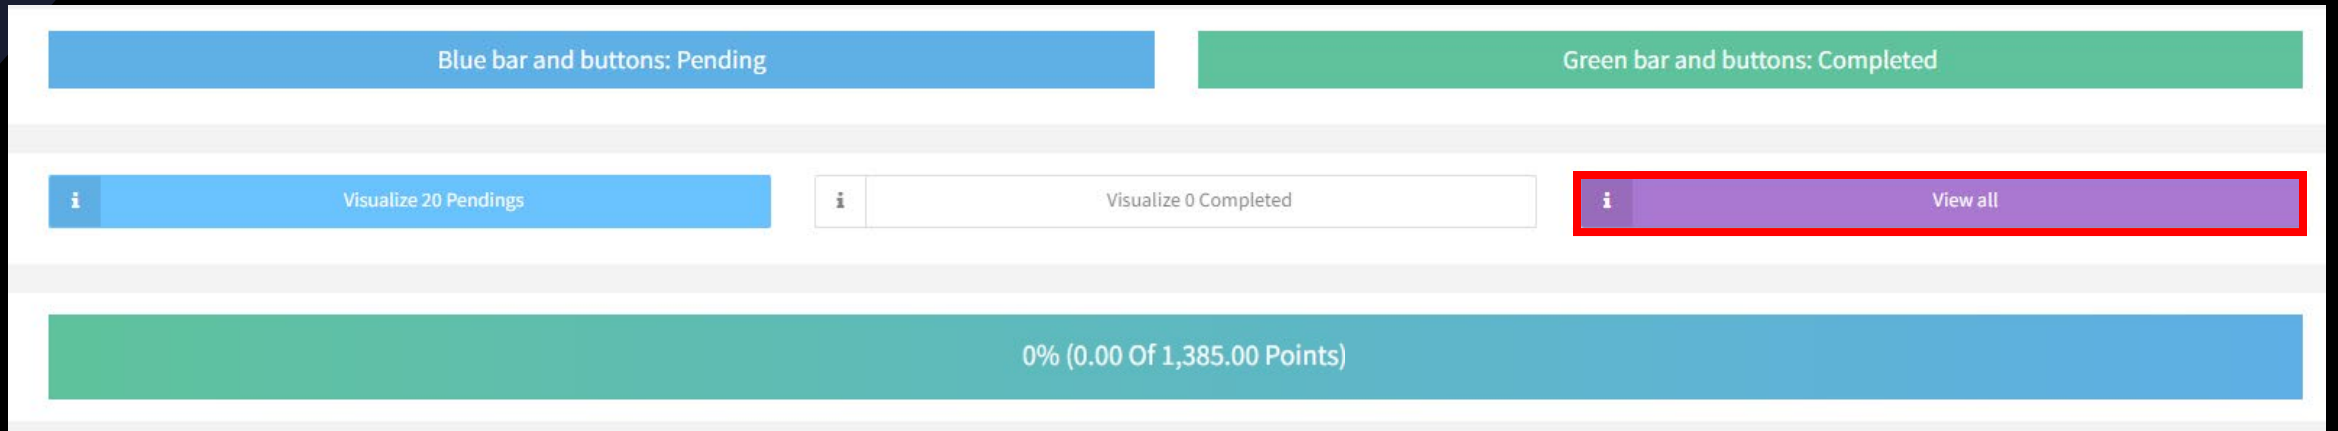 Blue bar and buttons: Pending
Green bar and buttons: Completed
i Visualize 20 Pendings
i Visualize 0 Completed
i View all
0% (0.00 Of 1,385.00 Points)